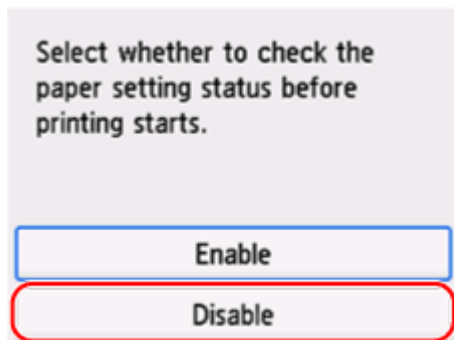 Select whether to check the
paper setting status before
printing starts.
Enable
Disable